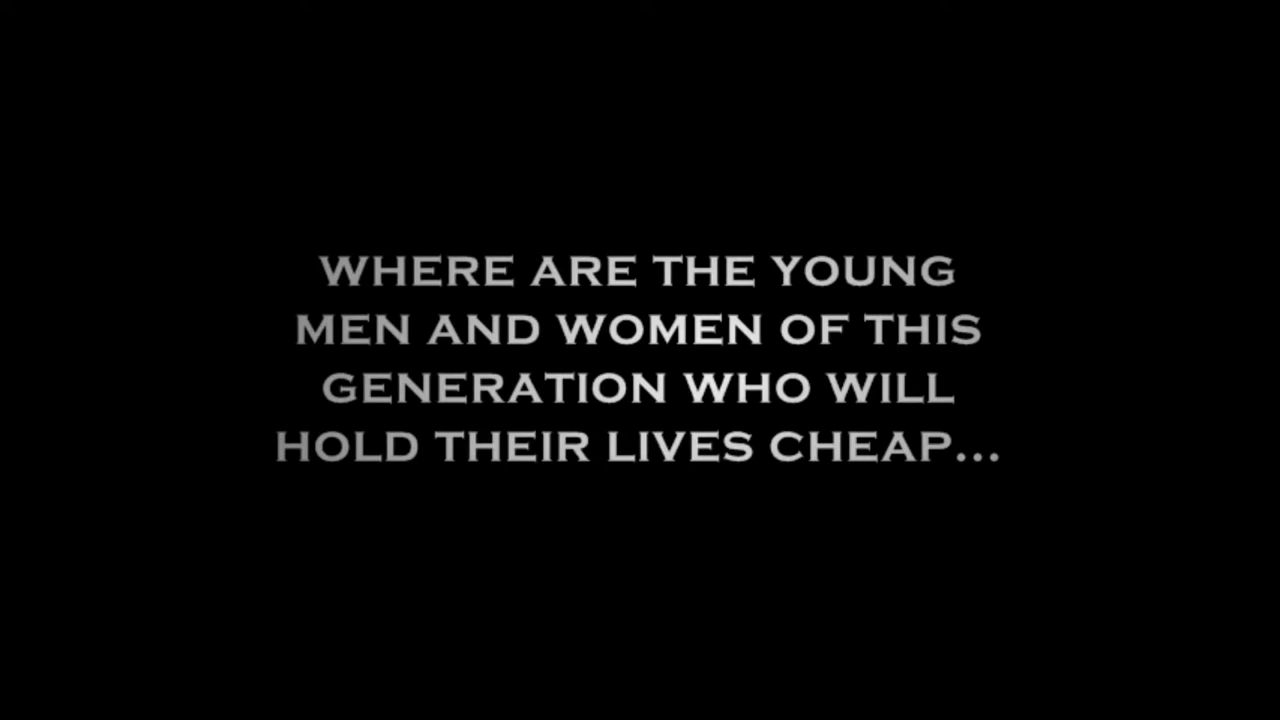 WHERE ARE THE YOUNG
MEN AND WOMEN OF THIS
GENERATION WHO WILL
HOLD THEIR LIVES CHEAP...